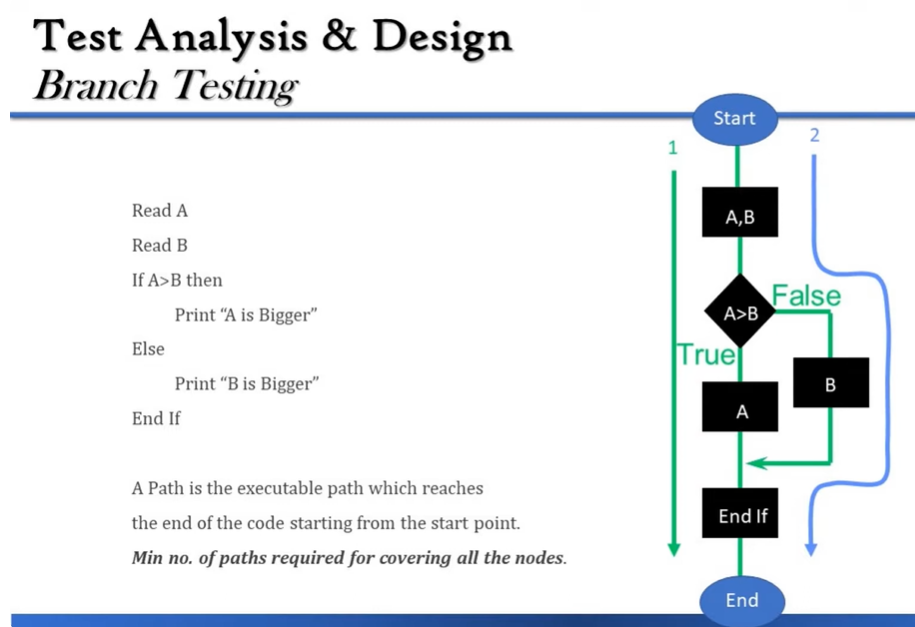 Test Analysis & Design
Branch Testing
Read A
Read B
If A>B then
Print “A is Bigger”
Else
Print “B is Bigger”
End If
A Path is the executable path which reaches
the end of the code starting from the start point.
Min no. of paths required for covering all the nodes.
Start
1
2
A,B
A>B
False
True
B
A
End If
End